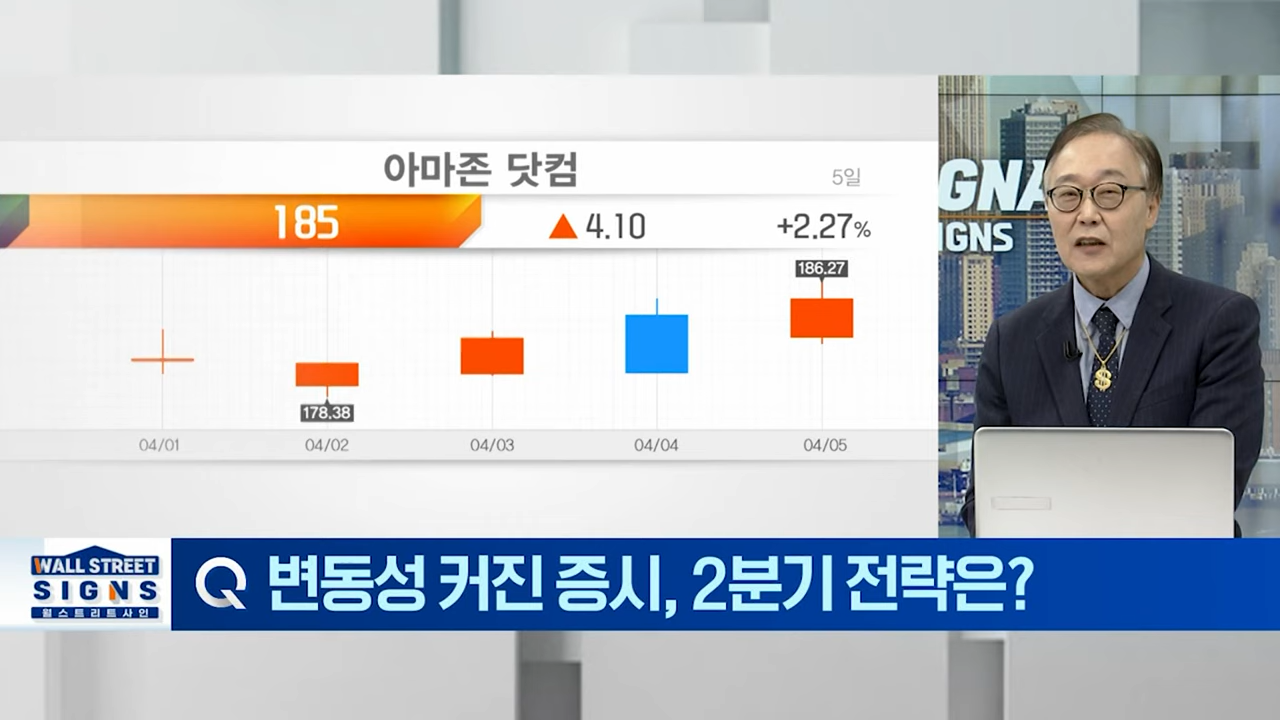 아마존 닷컴
5일
185
▲ 4.10
+2.27%
186.27
178.38
04/01
04/02
04/03
04/04
04/05
GNA
IGNS
WALL STREET
SIGNS
월스트리트사인
Q 변동성 커진 증시, 2분기 전략은?